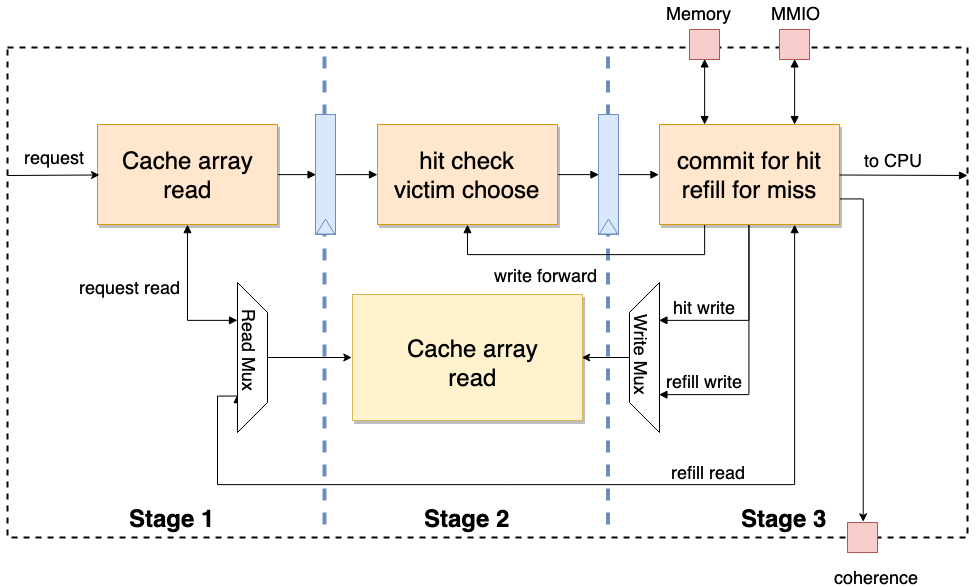 Memory
MMIO
request
Cache array
read
hit check
victim choose
commit for hit
refill for miss
to CPU
write forward
request read
Read Mux
Cache array
read
Write Mux
hit write
refill write
refill read
Stage 1
Stage 2
Stage 3
coherence